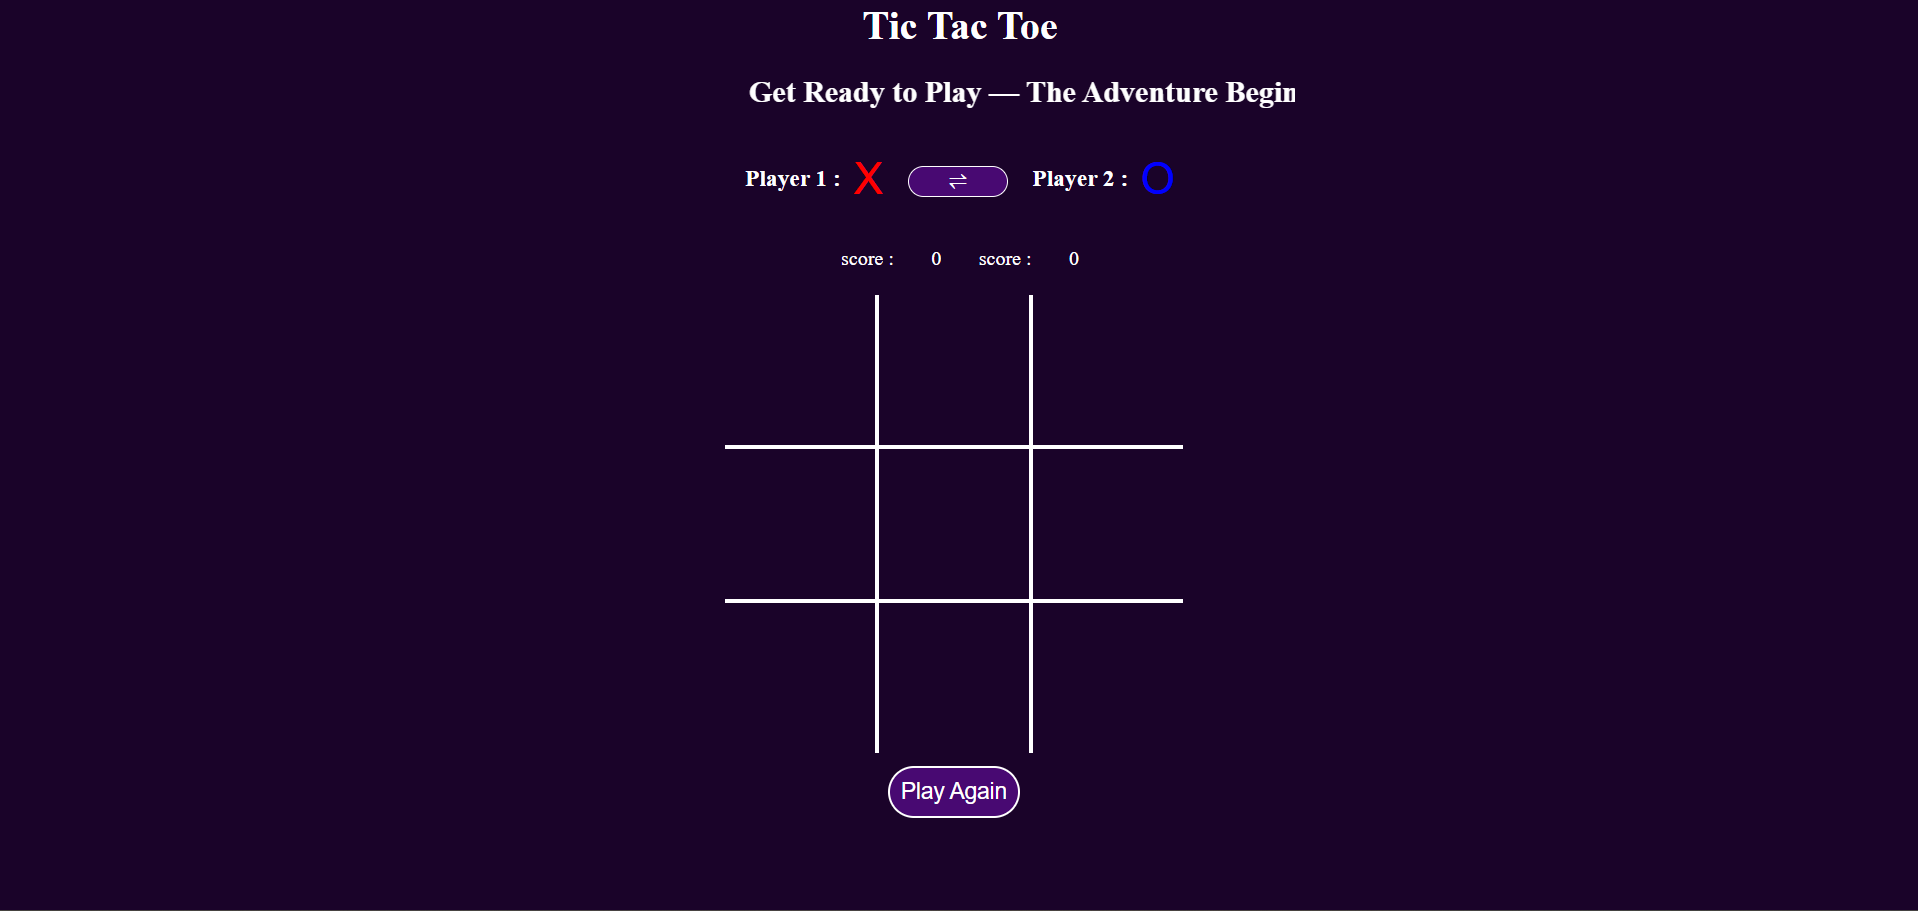 Tic Tac Toe
Get Ready to Play — The Adventure Begin
Player 1 : X ⇌ Player 2 : O
score : 0 score : 0
Play Again